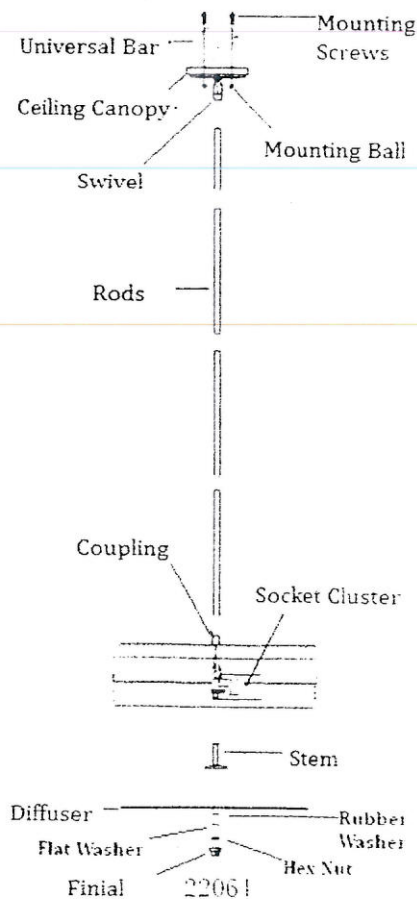 Mounting
Screws
Universal Bar
Ceiling Canopy
Mounting Ball
Swivel
Rods
Coupling
Socket Cluster
Stem
Diffuser
Rubber
Washer
Flat Washer
Hex Nut
Finial
22061